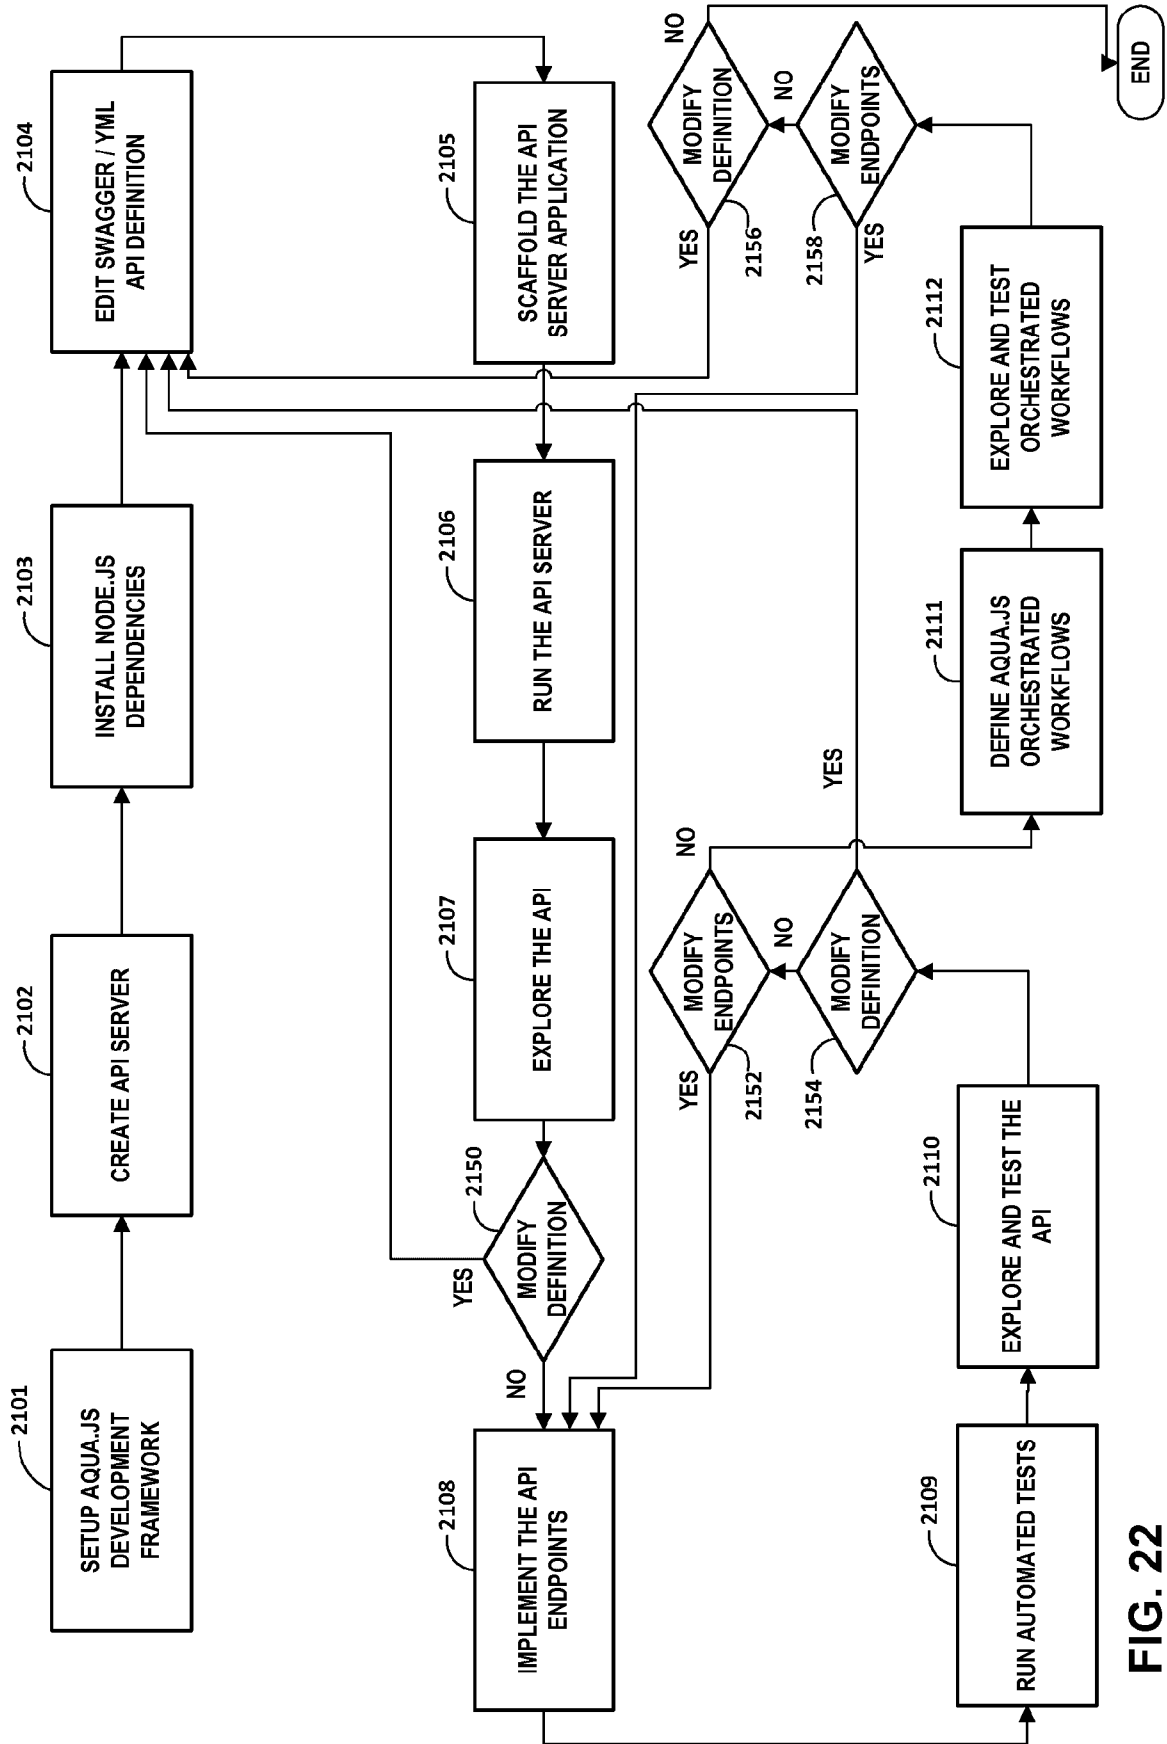 2101
SETUP AQUA.JS
DEVELOPMENT
FRAMEWORK
2102
CREATE API SERVER
2103
INSTALL NODE.JS
DEPENDENCIES
2104
EDIT SWAGGER / YML
API DEFINITION
2105
SCAFFOLD THE API
SERVER APPLICATION
2106
RUN THE API SERVER
2107
EXPLORE THE API
2150
MODIFY
DEFINITION
YES
NO
2108
IMPLEMENT THE API
ENDPOINTS
2109
RUN AUTOMATED TESTS
2110
EXPLORE AND TEST THE
API
2154
MODIFY
DEFINITION
YES
NO
2152
MODIFY
ENDPOINTS
YES
NO
2111
DEFINE AQUA.JS
ORCHESTRATED
WORKFLOWS
2112
EXPLORE AND TEST
ORCHESTRATED
WORKFLOWS
2158
MODIFY
ENDPOINTS
YES
NO
2156
MODIFY
DEFINITION
YES
NO
END
FIG. 22